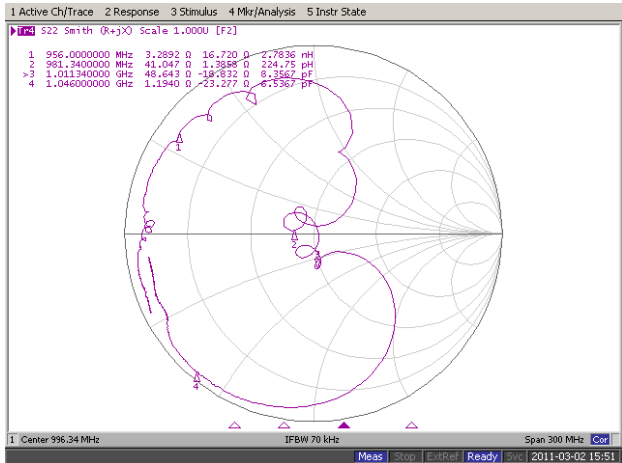 1 Active Ch/Trace 2 Response 3 Stimulus 4 Mkr/Analysis 5 Instr State
Tr4 S22 Smith (R+jX) Scale 1.000U [F2]
1 956.0000000 MHz 3.2892 Ω 16.720 Ω 2.7836 nH
2 981.3400000 MHz 41.047 Ω 1.3858 Ω 224.75 pH
>3 1.011340000 GHz 48.643 Ω -18.832 Ω 8.3567 pF
4 1.046000000 GHz 1.1940 Ω -23.277 Ω 6.5367 pF
1
2
3
4
1 Center 996.34 MHz IFBW 70 kHz Span 300 MHz Cor
Meas Stop ExtRef Ready Svc 2011-03-02 15:51